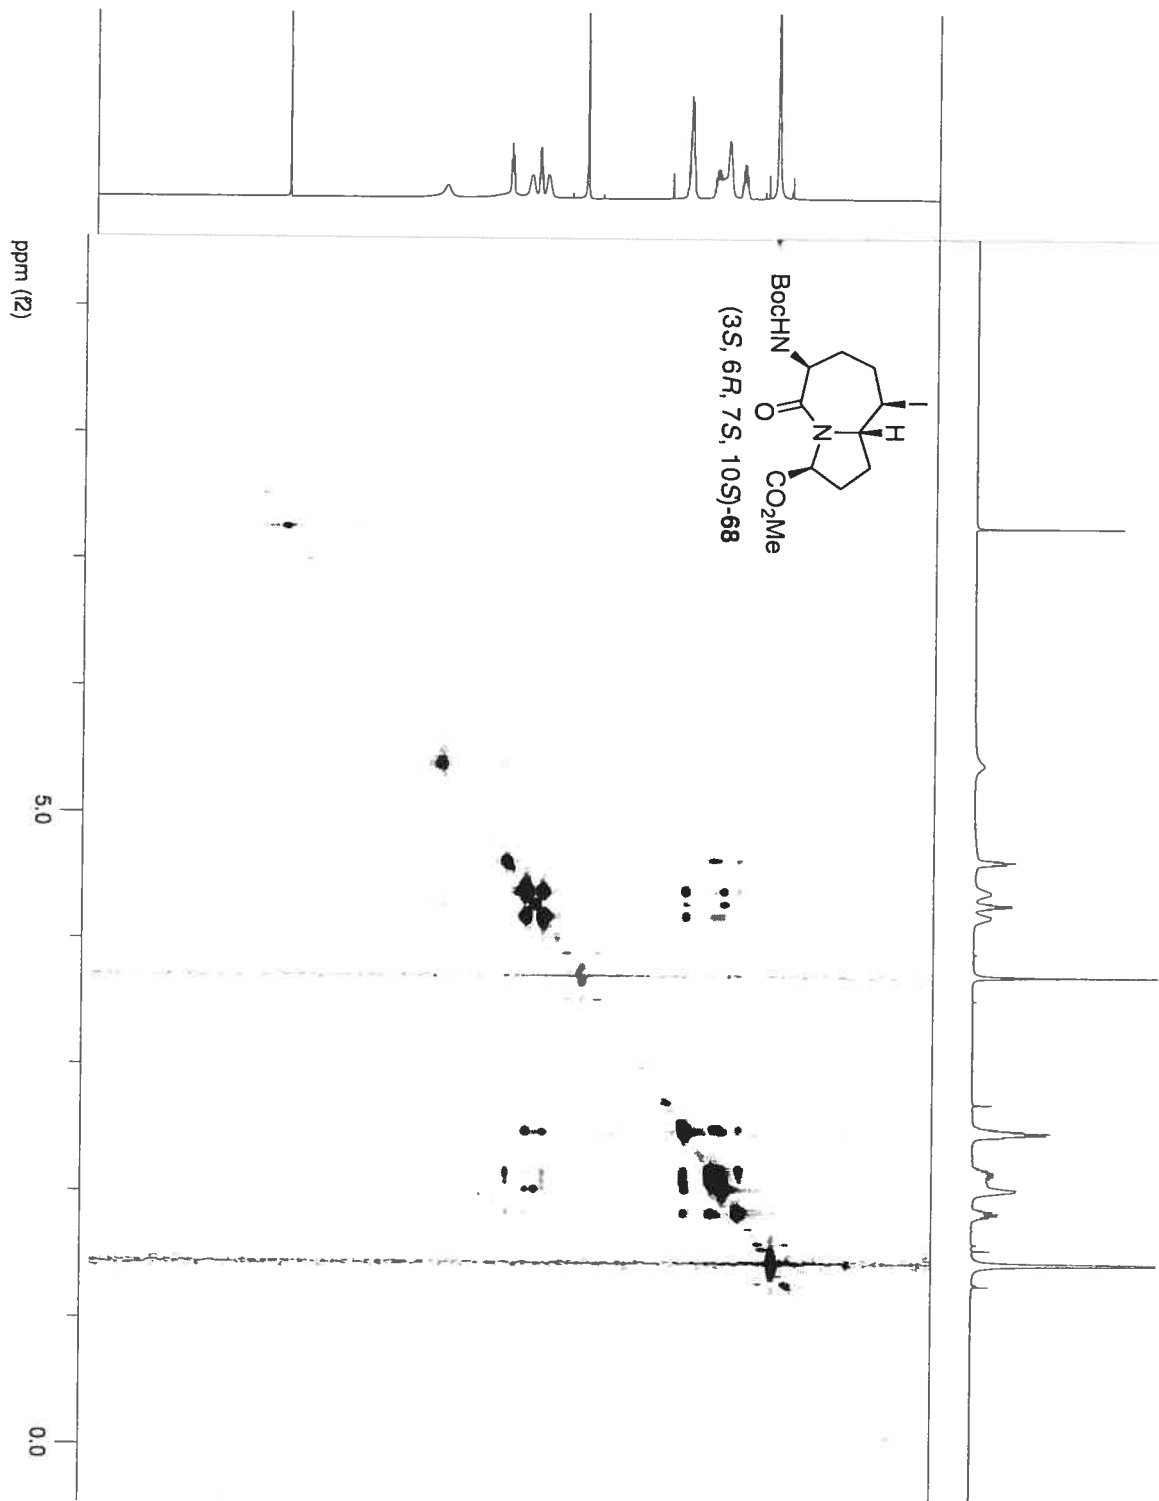 I
H
BocHN
N
O
CO₂Me
(3S, 6R, 7S, 10S)-68
ppm (f2)
5.0
0.0